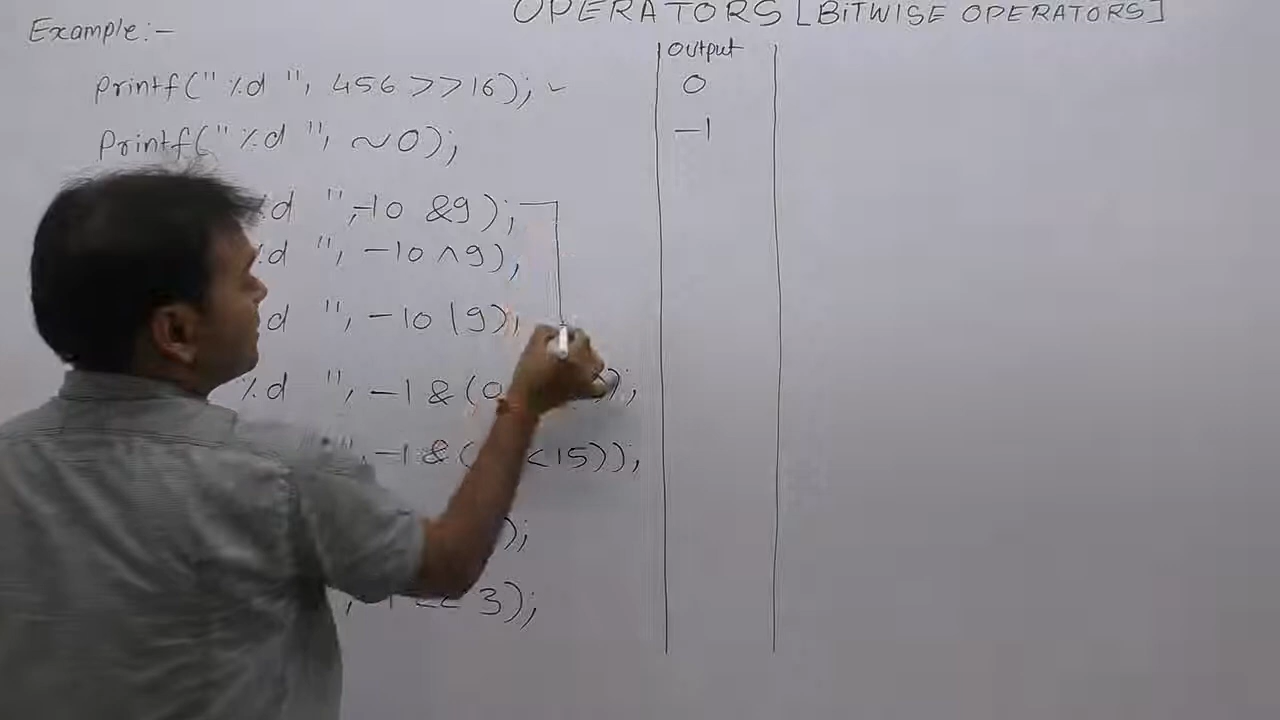 OPERATORS [BITWISE OPERATORS]
Example:-
Output
printf(" %d ", 456 >>16);
0
Printf(" %d ", ~0);
-1
%d ",-10 &9);
%d ", -10 ^9),
d ", -10 |9);
%d ", -1 & (0 );
", -1 & ( <15));
);
, -1 << 3);